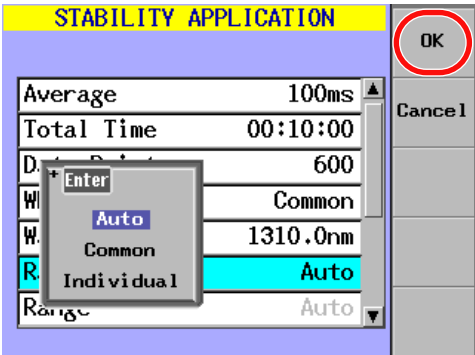 STABILITY APPLICATION
OK
Cancel
Average 100ms
Total Time 00:10:00
600
Common
1310.0nm
Auto
Range Auto
Enter
Auto
Common
Individual